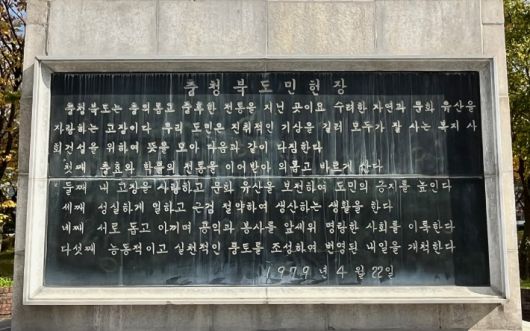 충청북도민헌장
충청북도는 충의롭고 출중한 전통을 지닌 곳이요 수려한 자연과 문화 유산을
자랑하는 고장이다 우리 도민은 진취적인 기상을 길러 모두가 잘 사는 복지 사
회건설을 위하여 뜻을 모아 다음과 같이 다짐한다
첫째 충효와 학문의 전통을 이어받아 의롭고 바르게 산다
둘째 내 고장을 사랑하고 문화 유산을 보전하여 도민의 긍지를 높인다
세째 성실하게 일하고 근검 절약하여 생산하는 생활을 한다
네째 서로 돕고 아끼며 공익과 봉사를 앞세워 명랑한 사회를 이룩한다
다섯째 능동적이고 실천적인 향토를 조성하여 번영된 내일을 개척한다
1979년 4월 22일